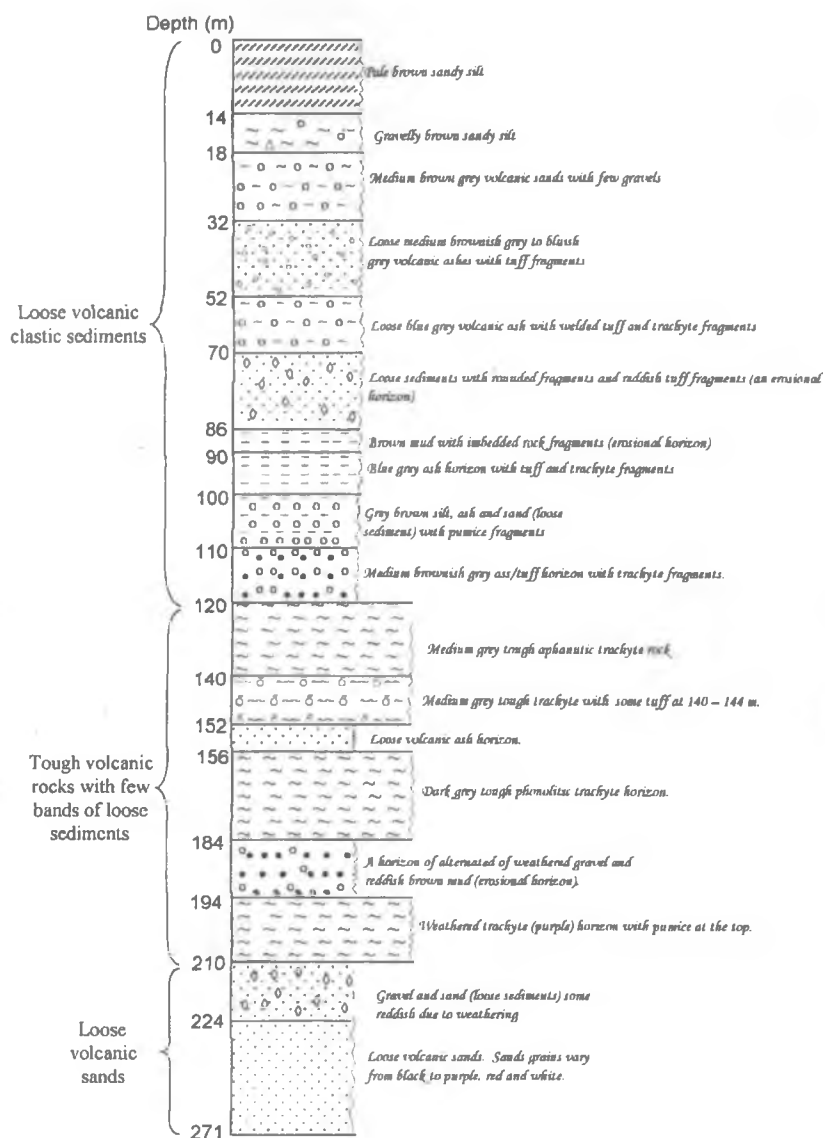 Depth (m)
0
Pale brown sandy silt
14
Gravelly brown sandy silt
18
Medium brown grey volcanic sands with few gravels
32
Loose medium brownish grey to bluish
grey volcanic ashes with tuff fragments
52
Loose volcanic
clastic sediments
Loose blue grey volcanic ash with welded tuff and trachyte fragments
70
Loose sediments with rounded fragments and raddish tuff fragments (an erosional
horizon)
86
Brown mud with imbedded rock fragments (erosional horizon)
90
Blue grey ash horizon with tuff and trachyte fragments
100
Grey brown silt, ash and sand (loose
sediment) with pumice fragments
110
Medium brownish grey ass/tuff horizon with trachyte fragments.
120
Medium grey tough aphanutic trachyte rock
140
Medium grey tough trachyte with some tuff at 140 – 144 m.
152
Loose volcanic ash horizon.
156
Tough volcanic
rocks with few
bands of loose
sediments
Dark grey tough phonolitic trachyte horizon.
184
A horizon of alternated of weathered gravel and
reddish brown mud (erosional horizon).
194
Weathered trachyte (purple) horizon with pumice at the top.
210
Gravel and sand (loose sediments) some
reddish due to weathering
224
Loose
volcanic
sands
Loose volcanic sands. Sands grains vary
from black to purple, red and white.
271